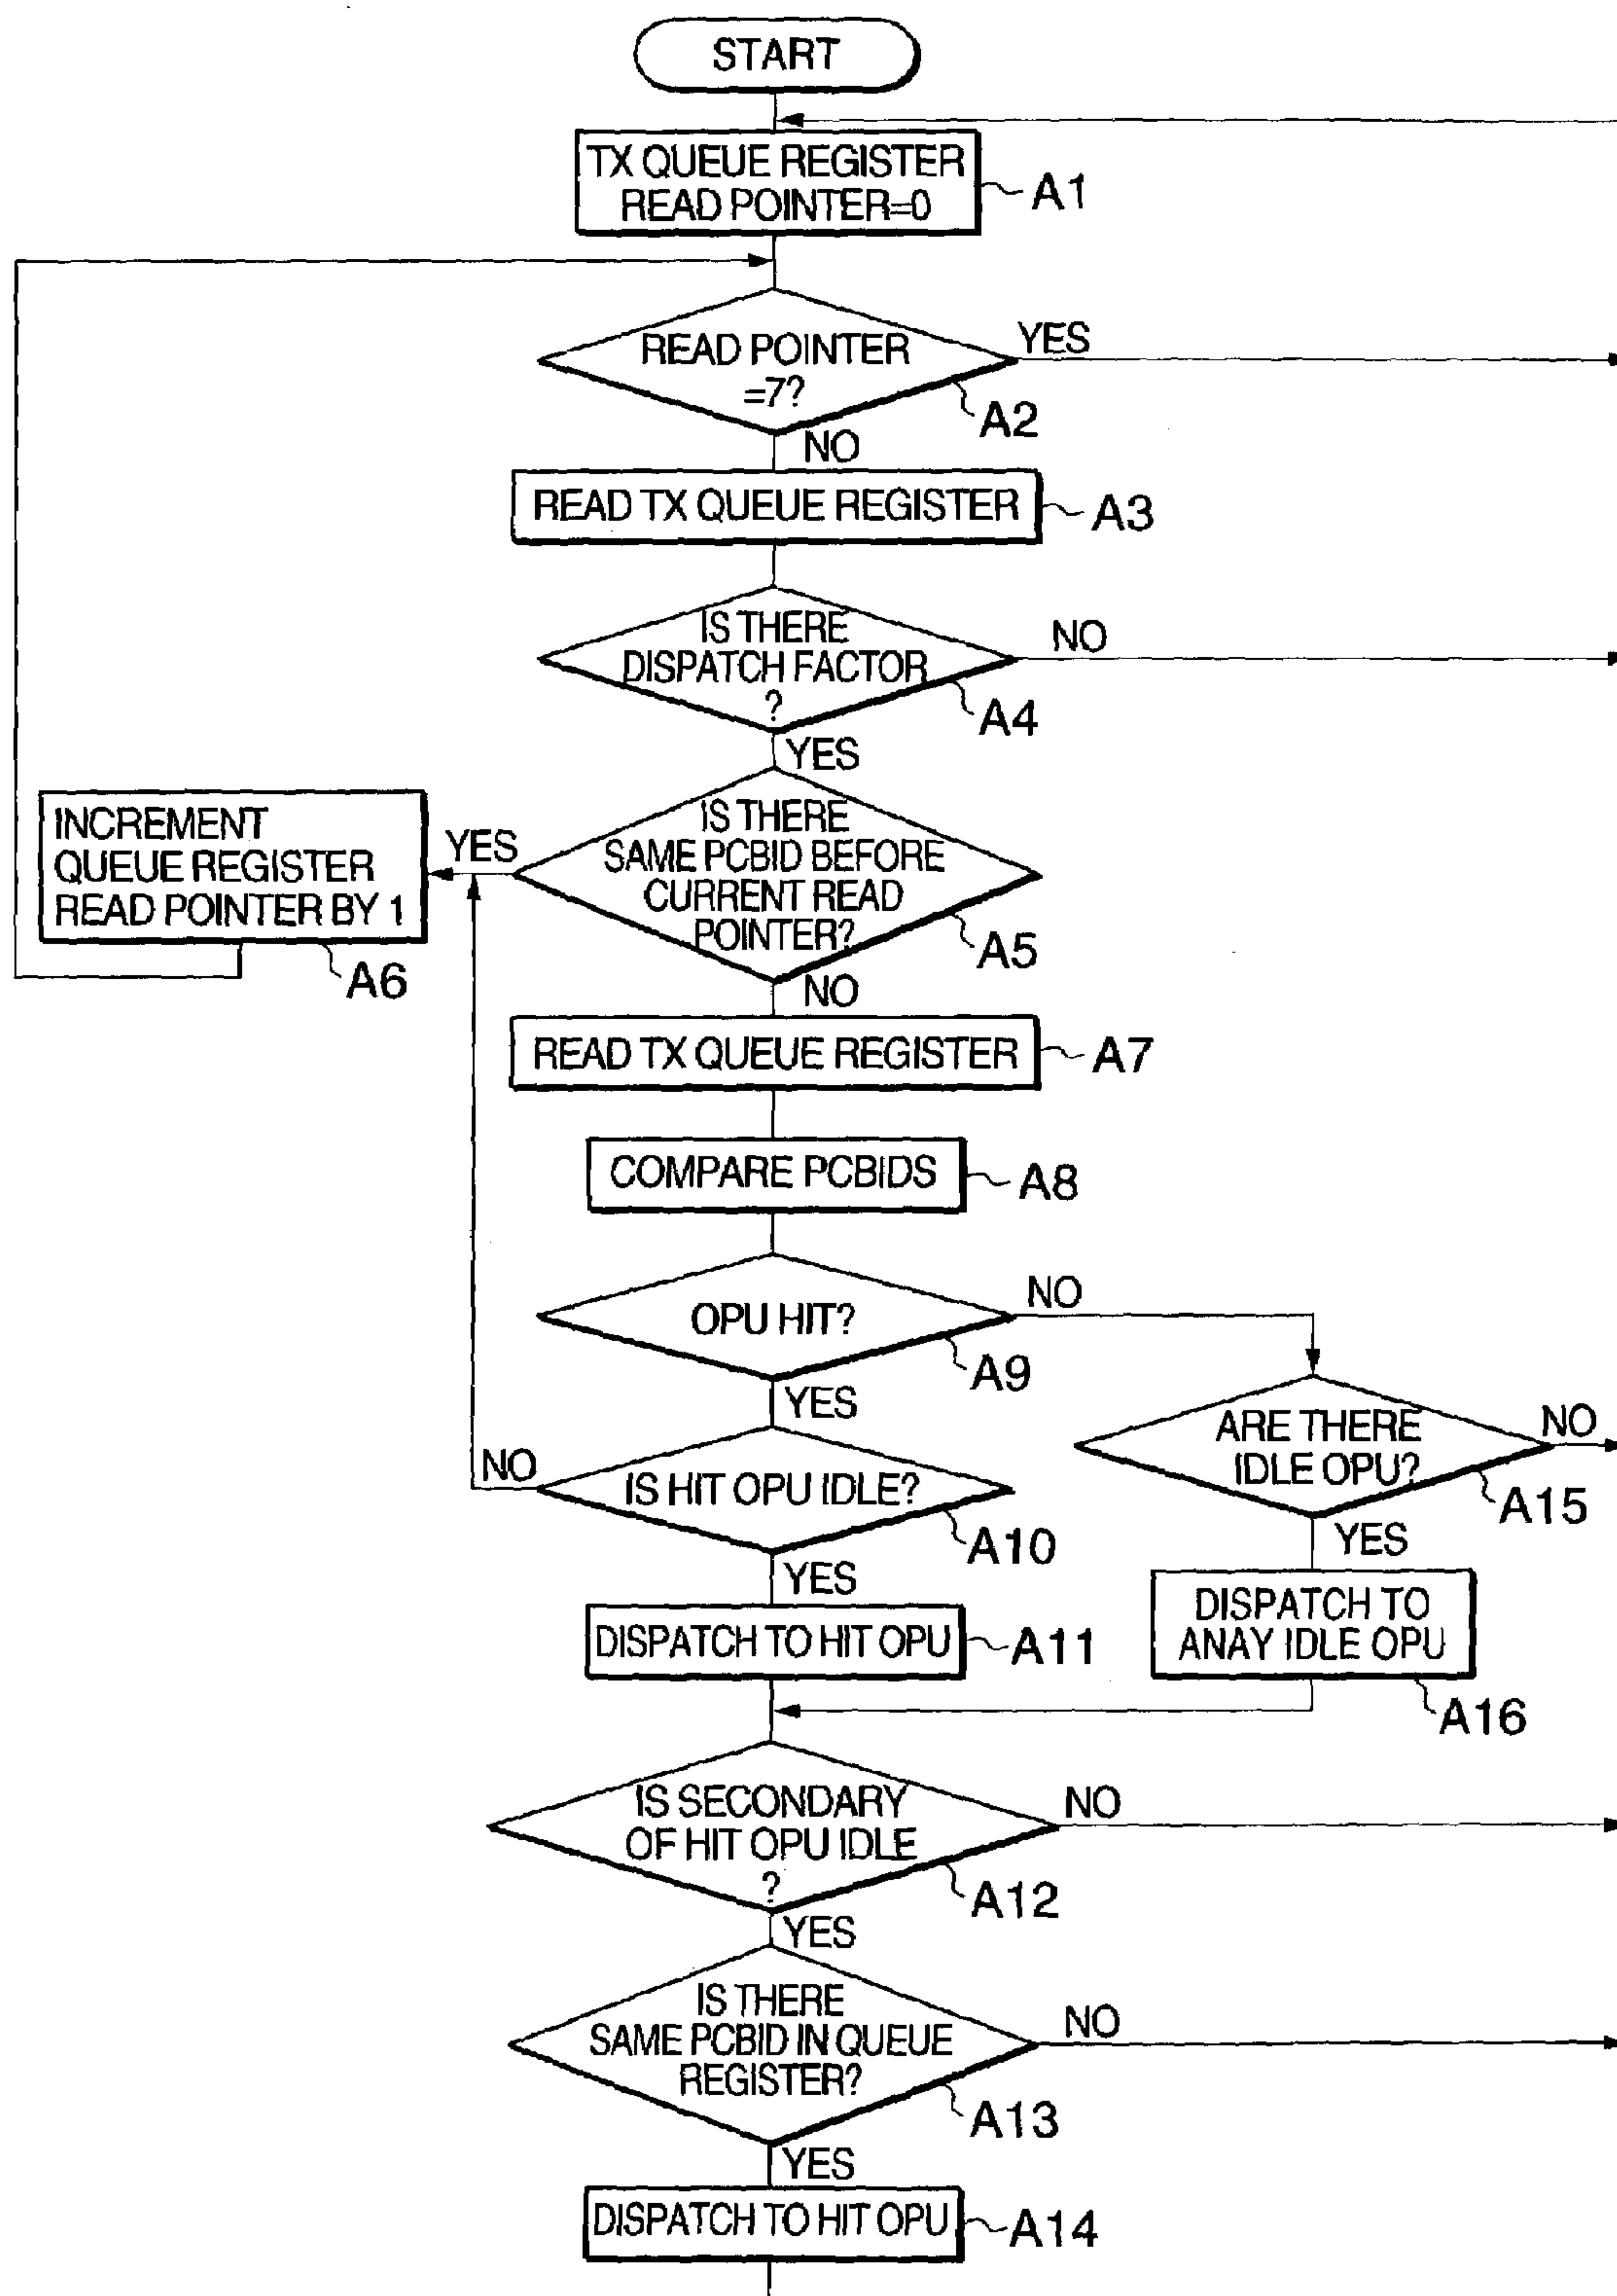 START
TX QUEUE REGISTER
READ POINTER=0
A1
READ POINTER
=7?
YES
A2
NO
READ TX QUEUE REGISTER
A3
IS THERE
DISPATCH FACTOR
?
NO
A4
YES
INCREMENT
QUEUE REGISTER
READ POINTER BY 1
A6
YES
IS THERE
SAME PCBID BEFORE
CURRENT READ
POINTER?
A5
NO
READ TX QUEUE REGISTER
A7
COMPARE PCBIDS
A8
OPU HIT?
NO
A9
YES
ARE THERE
IDLE OPU?
NO
A15
YES
IS HIT OPU IDLE?
NO
A10
YES
DISPATCH TO
ANAY IDLE OPU
A16
DISPATCH TO HIT OPU
A11
IS SECONDARY
OF HIT OPU IDLE
?
NO
A12
YES
IS THERE
SAME PCBID IN QUEUE
REGISTER?
NO
A13
YES
DISPATCH TO HIT OPU
A14